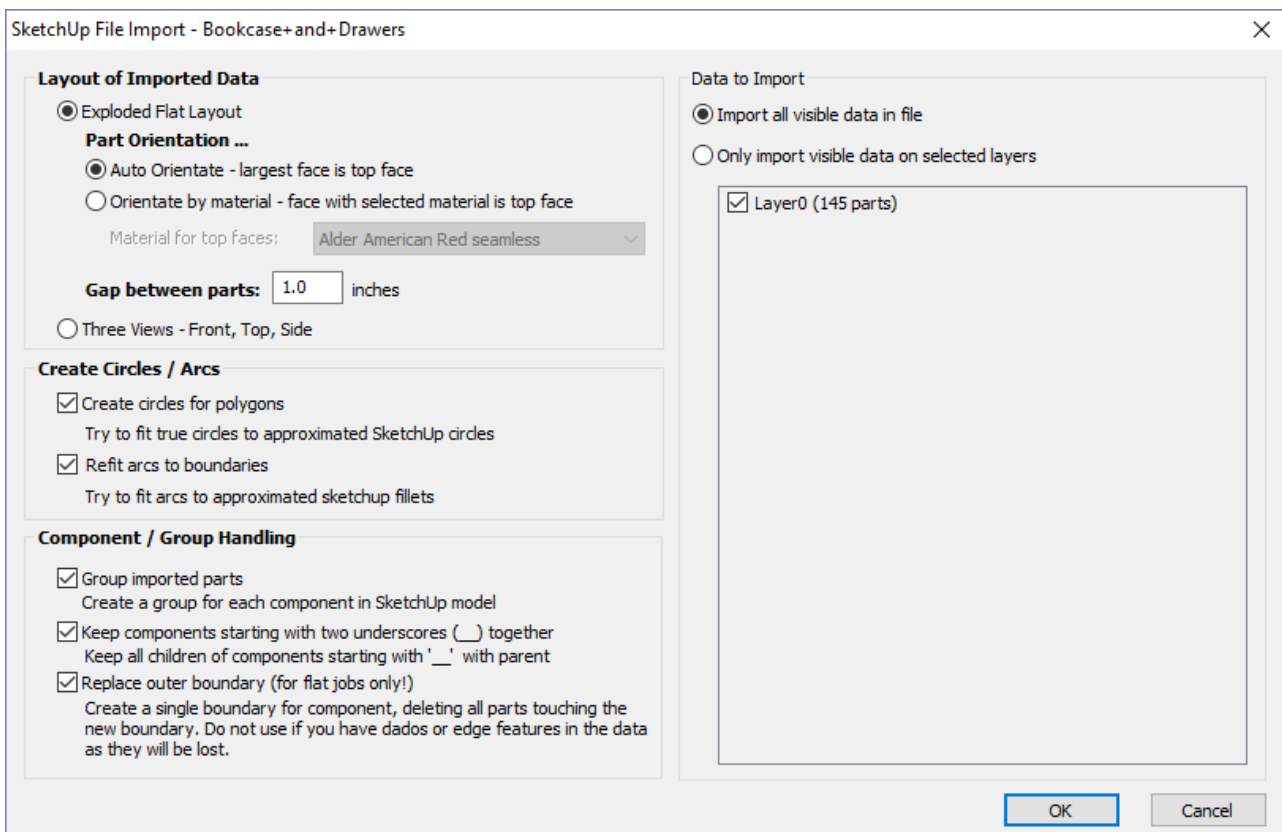 SketchUp File Import - Bookcase+and+Drawers
Layout of Imported Data
Exploded Flat Layout
Part Orientation ...
Auto Orientate - largest face is top face
Orientate by material - face with selected material is top face
Material for top faces: Alder American Red seamless
Gap between parts: 1.0 inches
Three Views - Front, Top, Side
Create Circles / Arcs
Create circles for polygons
Try to fit true circles to approximated SketchUp circles
Refit arcs to boundaries
Try to fit arcs to approximated sketchup fillets
Component / Group Handling
Group imported parts
Create a group for each component in SketchUp model
Keep components starting with two underscores (__) together
Keep all children of components starting with '__' with parent
Replace outer boundary (for flat jobs only!)
Create a single boundary for component, deleting all parts touching the
new boundary. Do not use if you have dados or edge features in the data
as they will be lost.
Data to Import
Import all visible data in file
Only import visible data on selected layers
Layer0 (145 parts)
OK Cancel